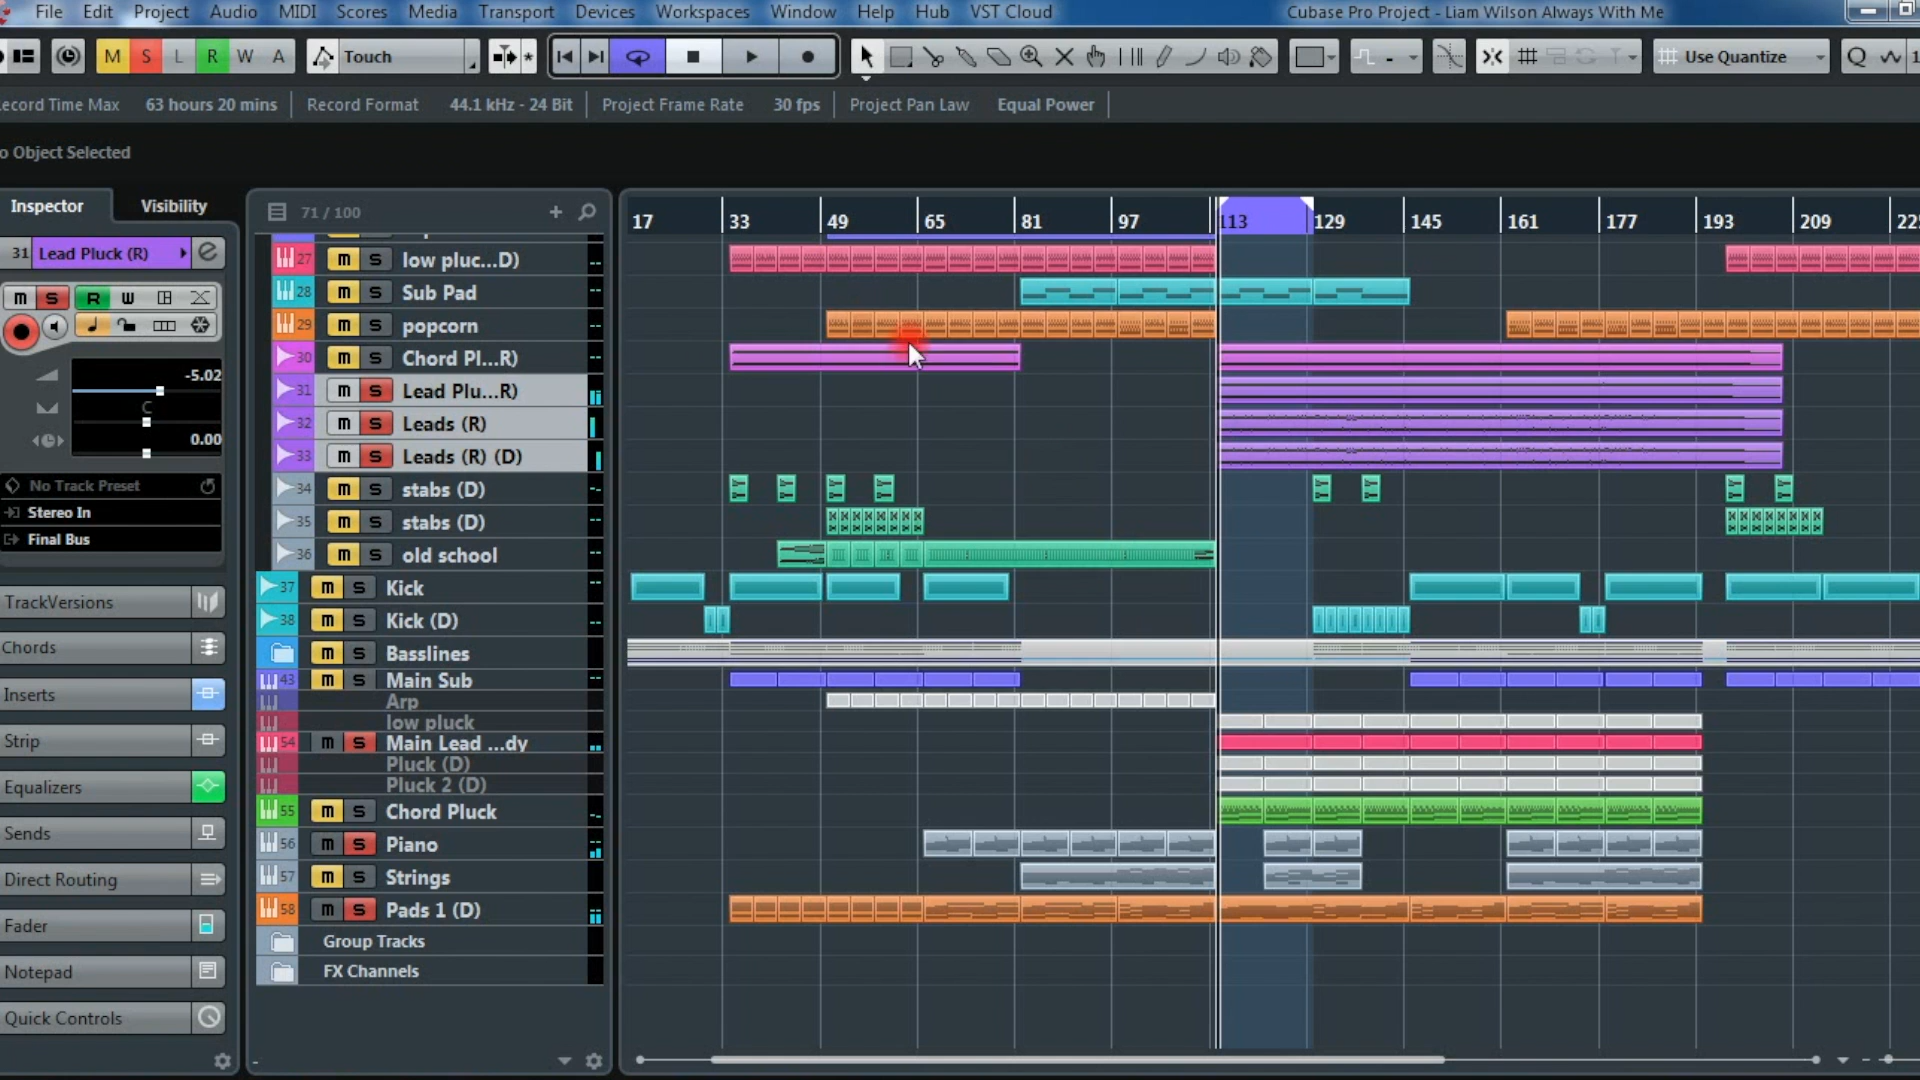 File Edit Project Audio MIDI Scores Media Transport Devices Workspaces Window Help Hub VST Cloud Cubase Pro Project - Liam Wilson Always With Me
M S L R W A Touch * Use Quantize Q 1
ecord Time Max 63 hours 20 mins Record Format 44.1 kHz - 24 Bit Project Frame Rate 30 fps Project Pan Law Equal Power
o Object Selected
Inspector Visibility
71 / 100
17 33 49 65 81 97 113 129 145 161 177 193 209 225
31 Lead Pluck (R)
m S R W
-5.02
C
0.00
No Track Preset
Stereo In
Final Bus
TrackVersions
Chords
Inserts
Strip
Equalizers
Sends
Direct Routing
Fader
Notepad
Quick Controls
27 m S low pluc...D)
28 m S Sub Pad
29 m S popcorn
30 m S Chord Pl...R)
31 m S Lead Plu...R)
32 m S Leads (R)
33 m S Leads (R) (D)
34 m S stabs (D)
35 m S stabs (D)
36 m S old school
37 m S Kick
38 m S Kick (D)
m S Basslines
43 m S Main Sub
Arp
low pluck
54 m S Main Lead ...dy
Pluck (D)
Pluck 2 (D)
55 m S Chord Pluck
56 m S Piano
57 m S Strings
58 m S Pads 1 (D)
Group Tracks
FX Channels